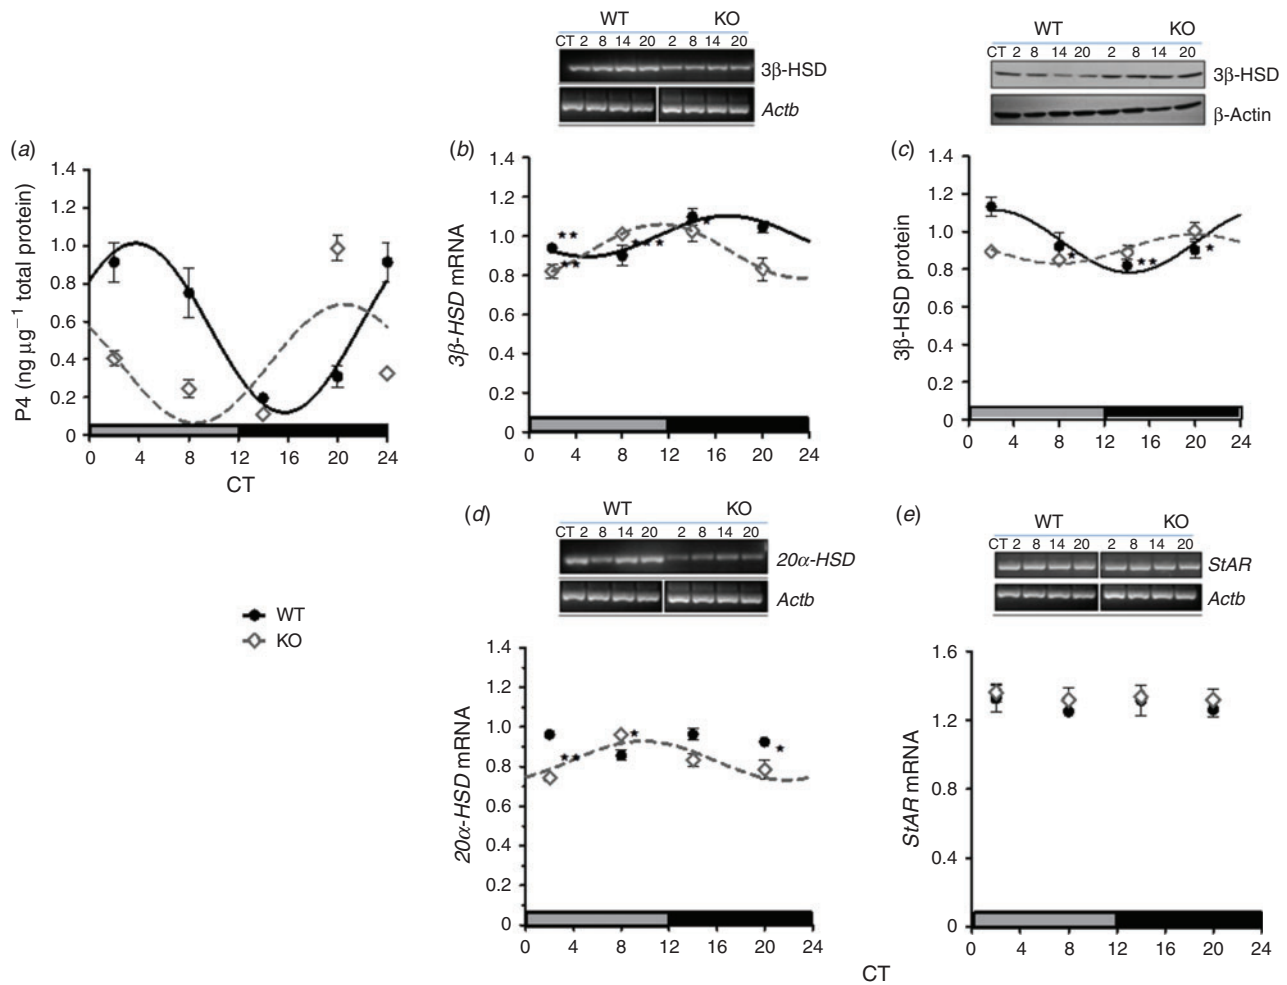 WT KO
CT 2 8 14 20 2 8 14 20
3β-HSD
Actb
WT KO
CT 2 8 14 20 2 8 14 20
3β-HSD
β-Actin
(a)
P4 (ng μg−1 total protein)
1.4
1.2
1.0
0.8
0.6
0.4
0.2
0
0 4 8 12 16 20 24
CT
(b)
3β-HSD mRNA
1.4
1.2
1.0
0.8
0.6
0.4
0.2
0
0 4 8 12 16 20 24
(c)
3β-HSD protein
1.4
1.2
1.0
0.8
0.6
0.4
0.2
0
0 4 8 12 16 20 24
WT
KO
(d)
WT KO
CT 2 8 14 20 2 8 14 20
20α-HSD
Actb
20α-HSD mRNA
1.4
1.2
1.0
0.8
0.6
0.4
0.2
0
0 4 8 12 16 20 24
(e)
WT KO
CT 2 8 14 20 2 8 14 20
StAR
Actb
StAR mRNA
1.6
1.2
0.8
0.4
0
0 4 8 12 16 20 24
CT